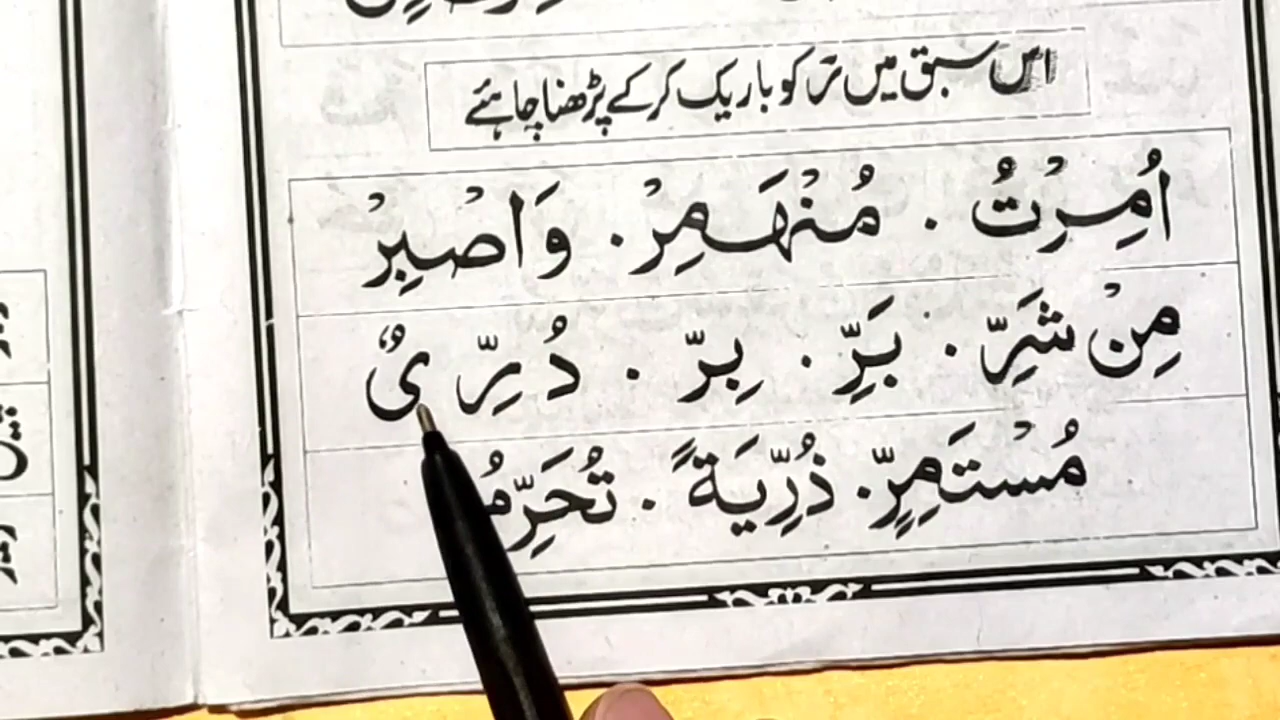 اس سبق میں رَ کو باریک کرکے پڑھنا چاہئے
اُمِرْتُ . مُنْهَمِرْ . وَاصْبِرْ
مِنْ شَرِّ . بَرِّ . بِرّ . دُرِّیٌ
مُسْتَمِرٍّ . ذُرِّيَةً . تُحَرِّمُ